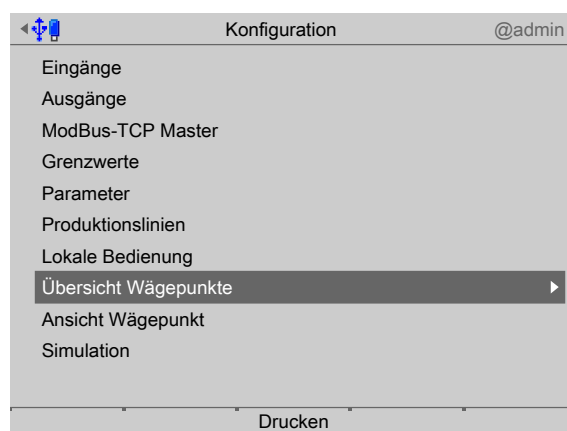 Konfiguration @admin
Eingänge
Ausgänge
ModBus-TCP Master
Grenzwerte
Parameter
Produktionslinien
Lokale Bedienung
Übersicht Wägepunkte
Ansicht Wägepunkt
Simulation
Drucken